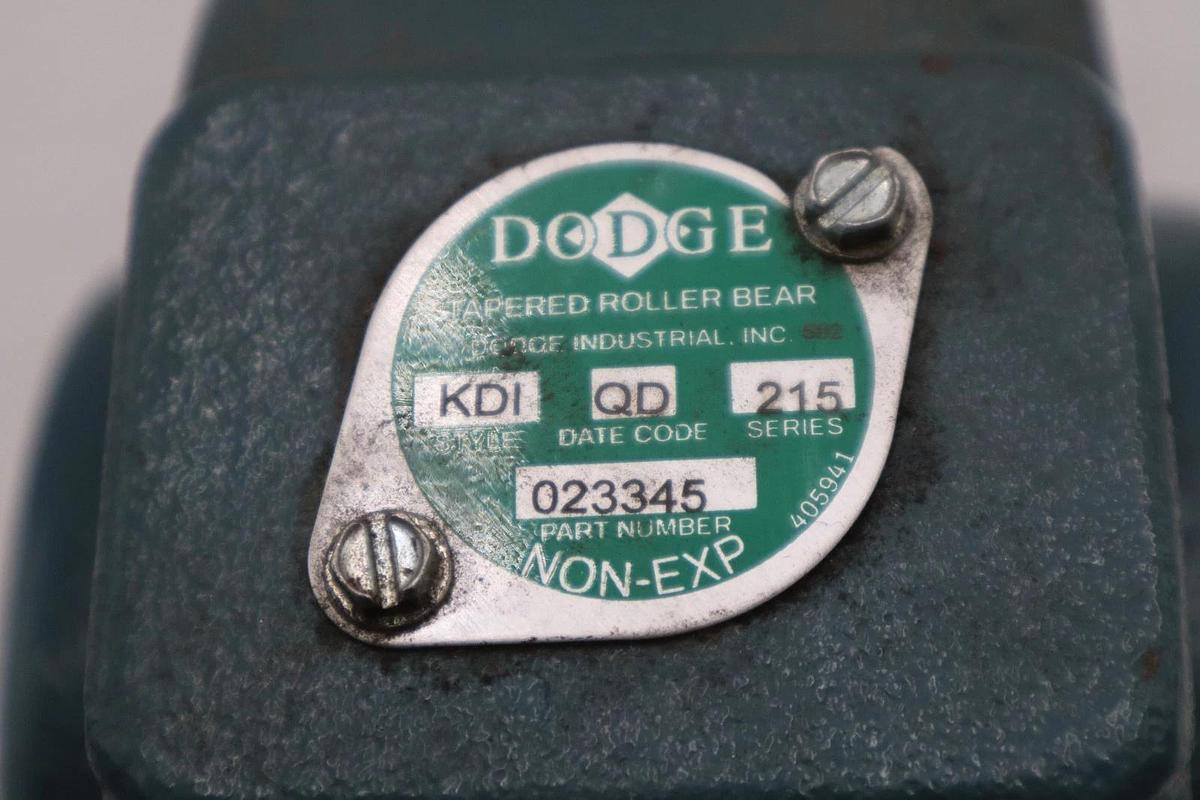 DODGE
TAPERED ROLLER BEAR
DODGE INDUSTRIAL, INC.
KDI QD 215
STYLE DATE CODE SERIES
023345
PART NUMBER
405941
NON-EXP